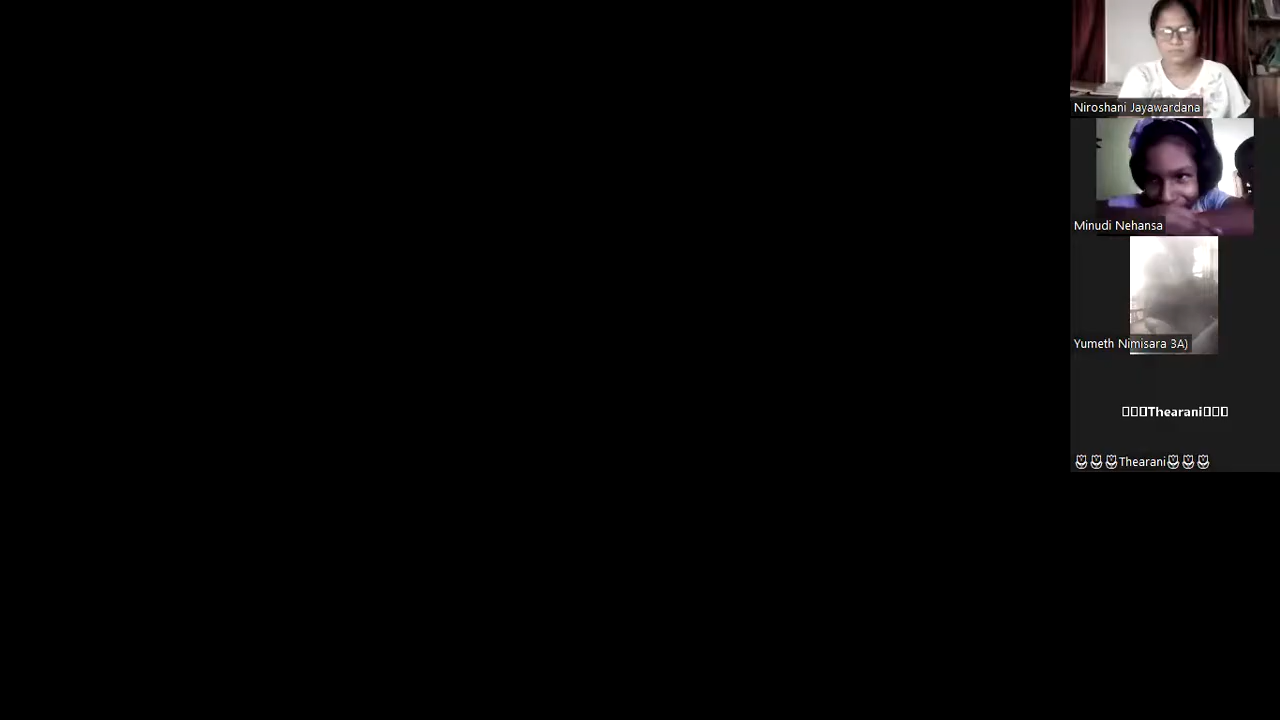 Niroshani Jayawardana
Minudi Nehansa
Yumeth Nimisara 3A)
▯▯▯Thearani▯▯▯
🌷🌷🌷Thearani🌷🌷🌷